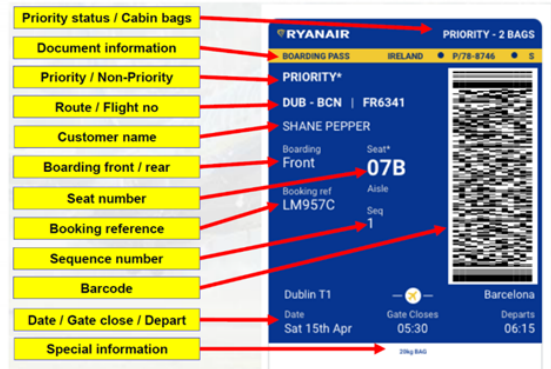 Priority status / Cabin bags
Document information
Priority / Non-Priority
Route / Flight no
Customer name
Boarding front / rear
Seat number
Booking reference
Sequence number
Barcode
Date / Gate close / Depart
Special information
RYANAIR PRIORITY - 2 BAGS
BOARDING PASS IRELAND • P/78-8746 • S
PRIORITY*
DUB - BCN | FR6341
SHANE PEPPER
Boarding Seat*
Front 07B
Booking ref Aisle
LM957C
Seq
1
Dublin T1 Barcelona
Date Gate Closes Departs
Sat 15th Apr 05:30 06:15
20kg BAG